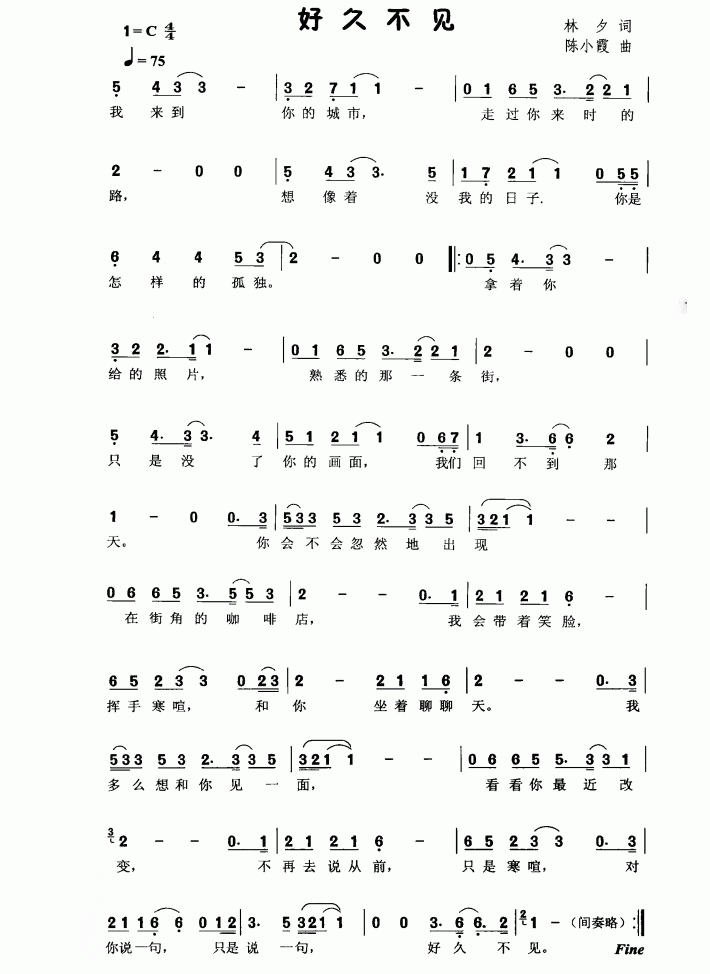 好久不见
1=C 4/4
林 夕 词
♩=75
陈小霞 曲
5 4 3 3 - | 3 2 7 1 1 - | 0 1 6 5 3· 2 2 1 |
我 来 到 你 的 城 市， 走 过 你 来 时 的
2 - 0 0 | 5 4 3 3· 5 | 1 7 2 1 1 0 5 5 |
路， 想 像 着 没 我 的 日 子. 你是
6 4 4 5 3 | 2 - 0 0 ‖: 0 5 4· 3 3 - |
怎 样 的 孤 独。 拿 着 你
3 2 2· 1 1 - | 0 1 6 5 3· 2 2 1 | 2 - 0 0 |
给 的 照 片， 熟 悉 的 那 一 条 街，
5 4· 3 3· 4 | 5 1 2 1 1 0 6 7 | 1 3· 6 6 2 |
只 是 没 了 你 的 画 面， 我们 回 不 到 那
1 - 0 0· 3 | 5 3 3 5 3 2· 3 3 5 | 3 2 1 1 - - |
天。 你 会 不 会 忽 然 地 出 现
0 6 6 5 3· 5 5 3 | 2 - - 0· 1 | 2 1 2 1 6 - |
在 街 角 的 咖 啡 店， 我 会 带 着 笑 脸，
6 5 2 3 3 0 2 3 | 2 - 2 1 1 6 | 2 - - 0· 3 |
挥 手 寒 喧， 和 你 坐 着 聊 聊 天。 我
5 3 3 5 3 2· 3 3 5 | 3 2 1 1 - - | 0 6 6 5 5· 3 3 1 |
多 么 想 和 你 见 一 面， 看 看 你 最 近 改
3 2 - - 0· 1 | 2 1 2 1 6 - | 6 5 2 3 3 0· 3 |
变， 不 再 去 说 从 前， 只 是 寒 喧， 对
2 1 1 6 6 0 1 2 | 3· 5 3 2 1 1 | 0 0 3· 6 6· 2 | 2 1 - (间奏略) :‖
你说一句， 只是 说 一句， 好 久 不 见。 Fine